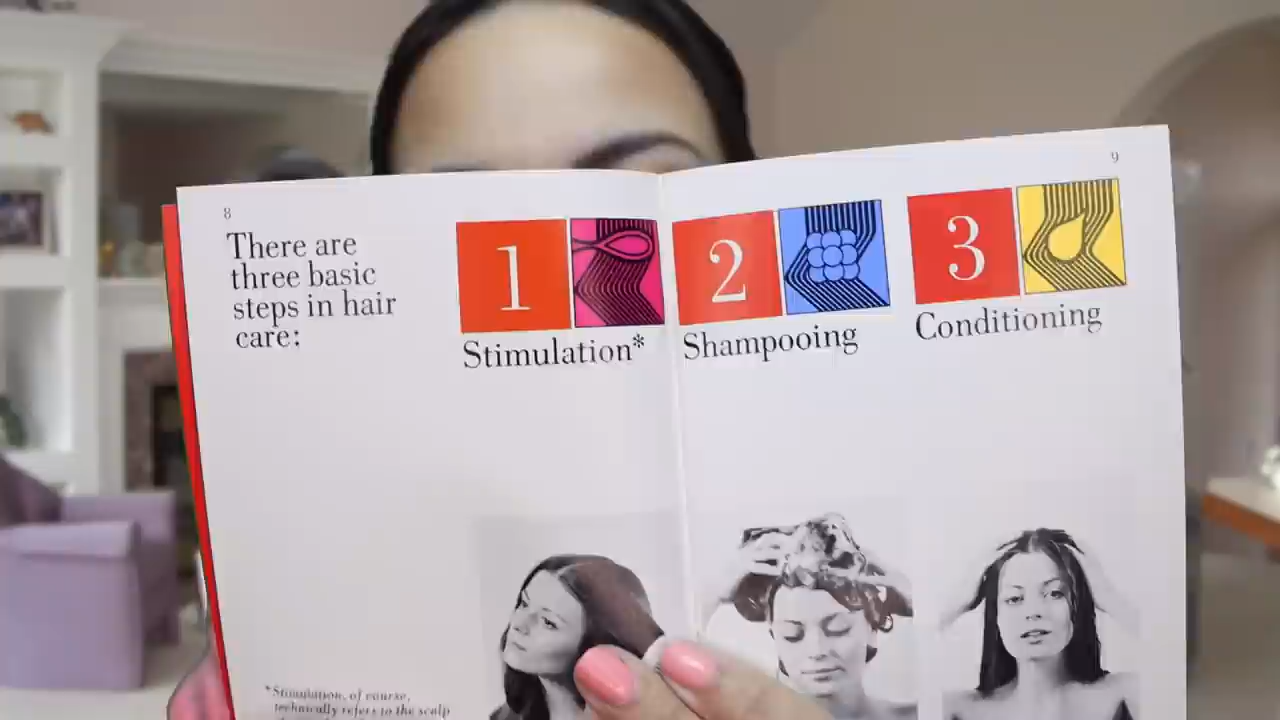 8
There are
three basic
steps in hair
care:
1
Stimulation*
2
Shampooing
9
3
Conditioning
*Stimulation, of course,
technically refers to the scalp